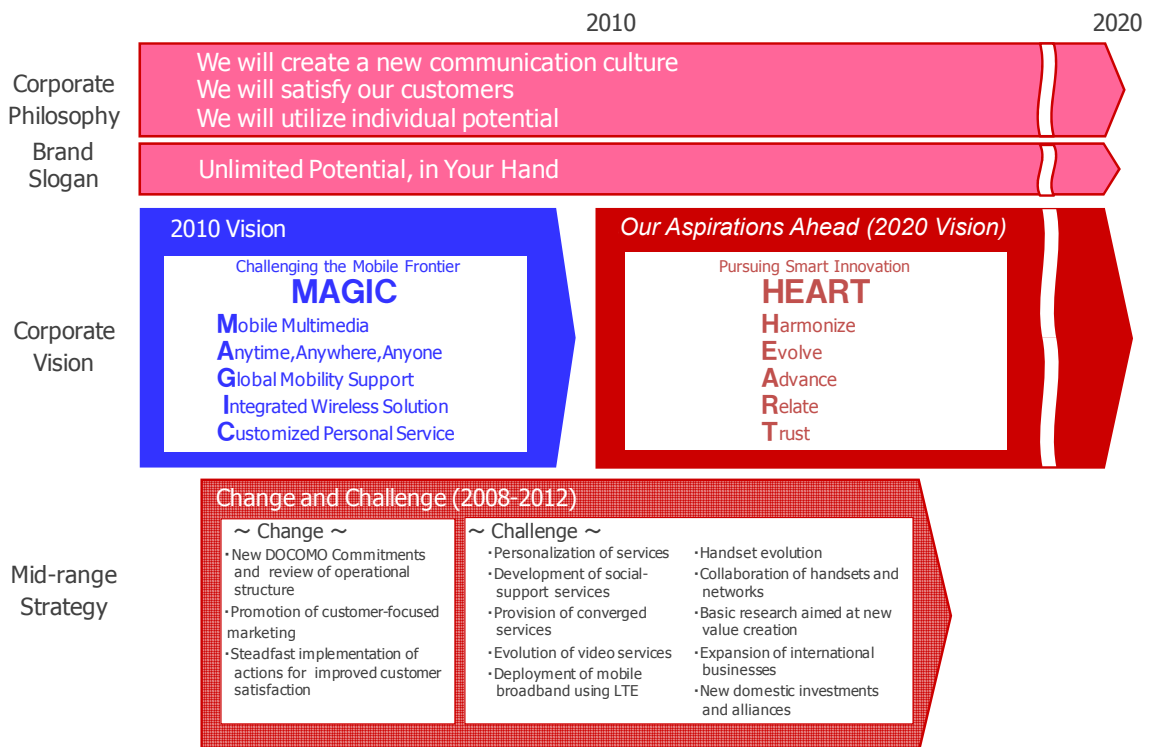 2010
2020
Corporate
Philosophy
We will create a new communication culture
We will satisfy our customers
We will utilize individual potential
Brand
Slogan
Unlimited Potential, in Your Hand
Corporate
Vision
2010 Vision
Challenging the Mobile Frontier
MAGIC
Mobile Multimedia
Anytime,Anywhere,Anyone
Global Mobility Support
Integrated Wireless Solution
Customized Personal Service
Our Aspirations Ahead (2020 Vision)
Pursuing Smart Innovation
HEART
Harmonize
Evolve
Advance
Relate
Trust
Mid-range
Strategy
Change and Challenge (2008-2012)
~ Change ~
・New DOCOMO Commitments
and review of operational
structure
・Promotion of customer-focused
marketing
・Steadfast implementation of
actions for improved customer
satisfaction
~ Challenge ~
・Personalization of services
・Development of social-
support services
・Provision of converged
services
・Evolution of video services
・Deployment of mobile
broadband using LTE
・Handset evolution
・Collaboration of handsets and
networks
・Basic research aimed at new
value creation
・Expansion of international
businesses
・New domestic investments
and alliances